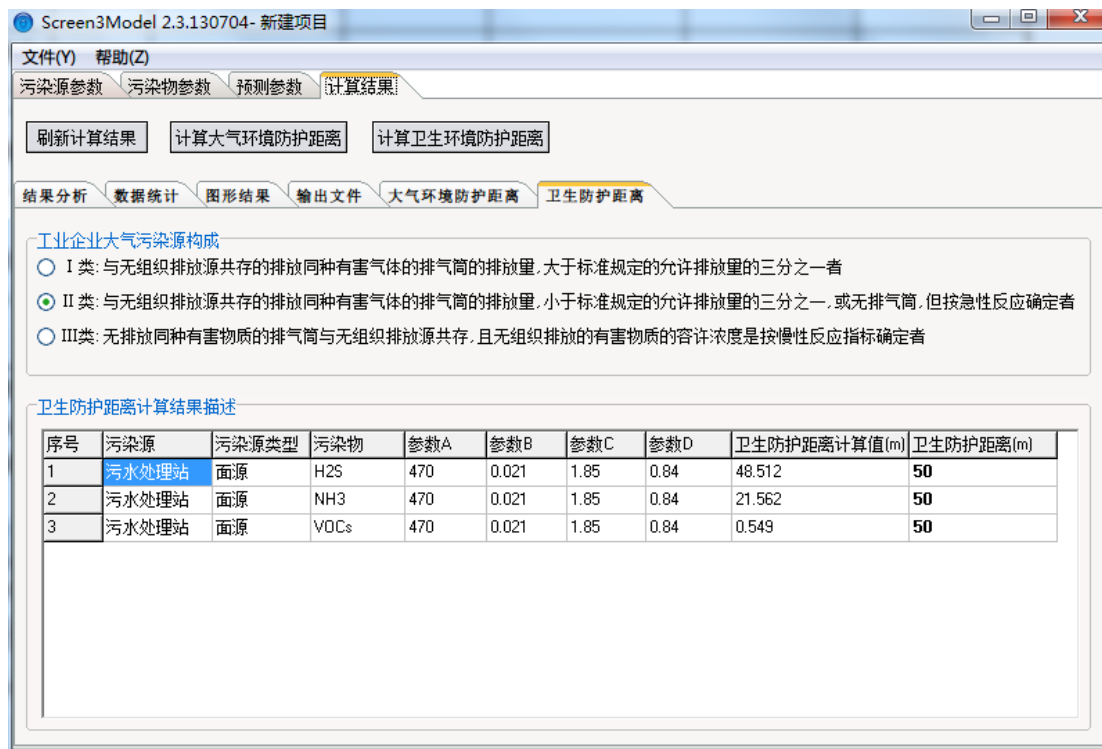 Screen3Model 2.3.130704- 新建项目
文件(Y) 帮助(Z)
污染源参数 污染物参数 预测参数 计算结果
刷新计算结果 计算大气环境防护距离 计算卫生环境防护距离
结果分析 数据统计 图形结果 输出文件 大气环境防护距离 卫生防护距离
工业企业大气污染源构成
I 类: 与无组织排放源共存的排放同种有害气体的排气筒的排放量,大于标准规定的允许排放量的三分之一者
II 类: 与无组织排放源共存的排放同种有害气体的排气筒的排放量,小于标准规定的允许排放量的三分之一,或无排气筒,但按急性反应确定者
III类: 无排放同种有害物质的排气筒与无组织排放源共存,且无组织排放的有害物质的容许浓度是按慢性反应指标确定者
卫生防护距离计算结果描述
序号 污染源 污染源类型 污染物 参数A 参数B 参数C 参数D 卫生防护距离计算值(m) 卫生防护距离(m)
1 污水处理站 面源 H2S 470 0.021 1.85 0.84 48.512 50
2 污水处理站 面源 NH3 470 0.021 1.85 0.84 21.562 50
3 污水处理站 面源 VOCs 470 0.021 1.85 0.84 0.549 50